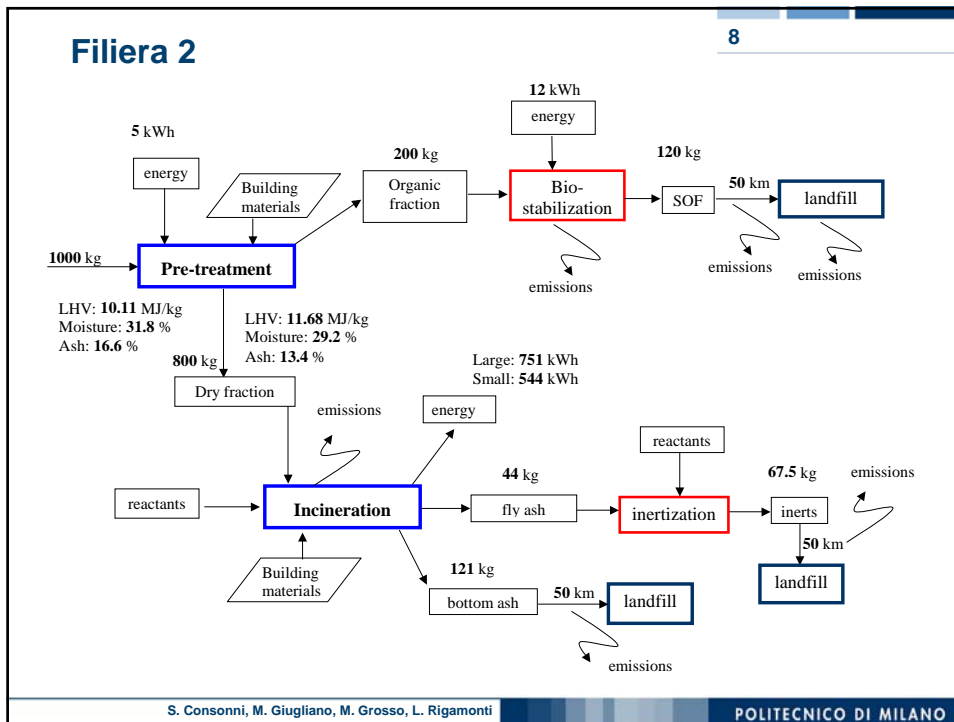 8
Filiera 2
12 kWh
energy
5 kWh
energy
Building
materials
200 kg
Organic
fraction
Bio-
stabilization
120 kg
SOF
50 km
landfill
emissions
emissions
emissions
1000 kg
Pre-treatment
LHV: 10.11 MJ/kg
Moisture: 31.8 %
Ash: 16.6 %
LHV: 11.68 MJ/kg
Moisture: 29.2 %
Ash: 13.4 %
800 kg
Dry fraction
emissions
Large: 751 kWh
Small: 544 kWh
energy
reactants
Incineration
Building
materials
44 kg
fly ash
reactants
inertization
67.5 kg
inerts
emissions
50 km
landfill
121 kg
bottom ash
50 km
landfill
emissions
S. Consonni, M. Giugliano, M. Grosso, L. Rigamonti
POLITECNICO DI MILANO